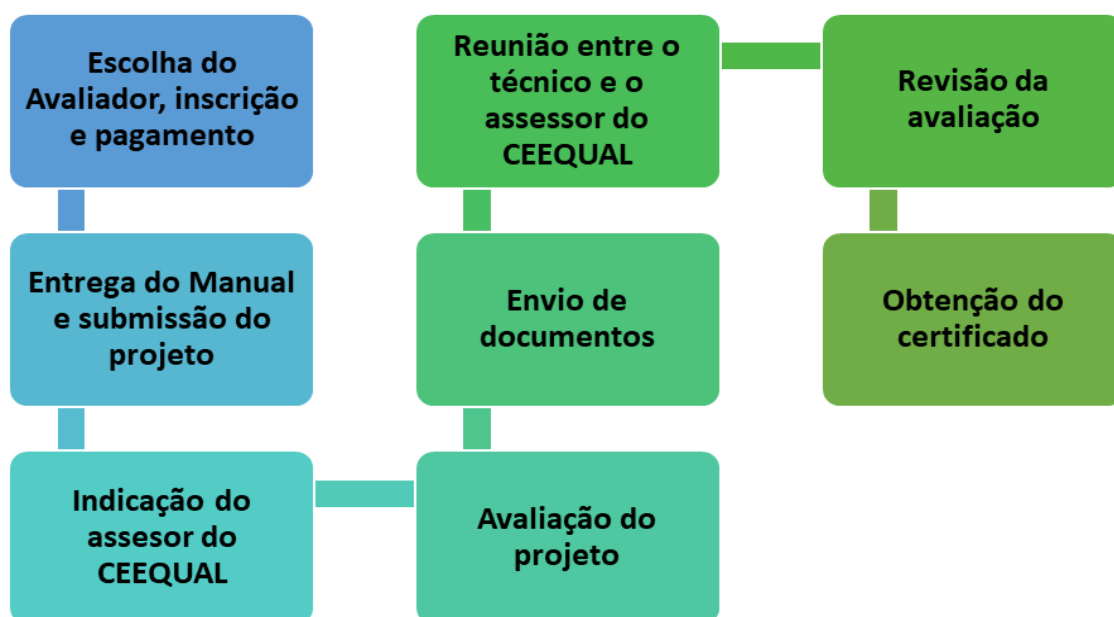 Escolha do
Avaliador, inscrição
e pagamento
Entrega do Manual
e submissão do
projeto
Indicação do
assesor do
CEEQUAL
Avaliação do
projeto
Envio de
documentos
Reunião entre o
técnico e o
assessor do
CEEQUAL
Revisão da
avaliação
Obtenção do
certificado